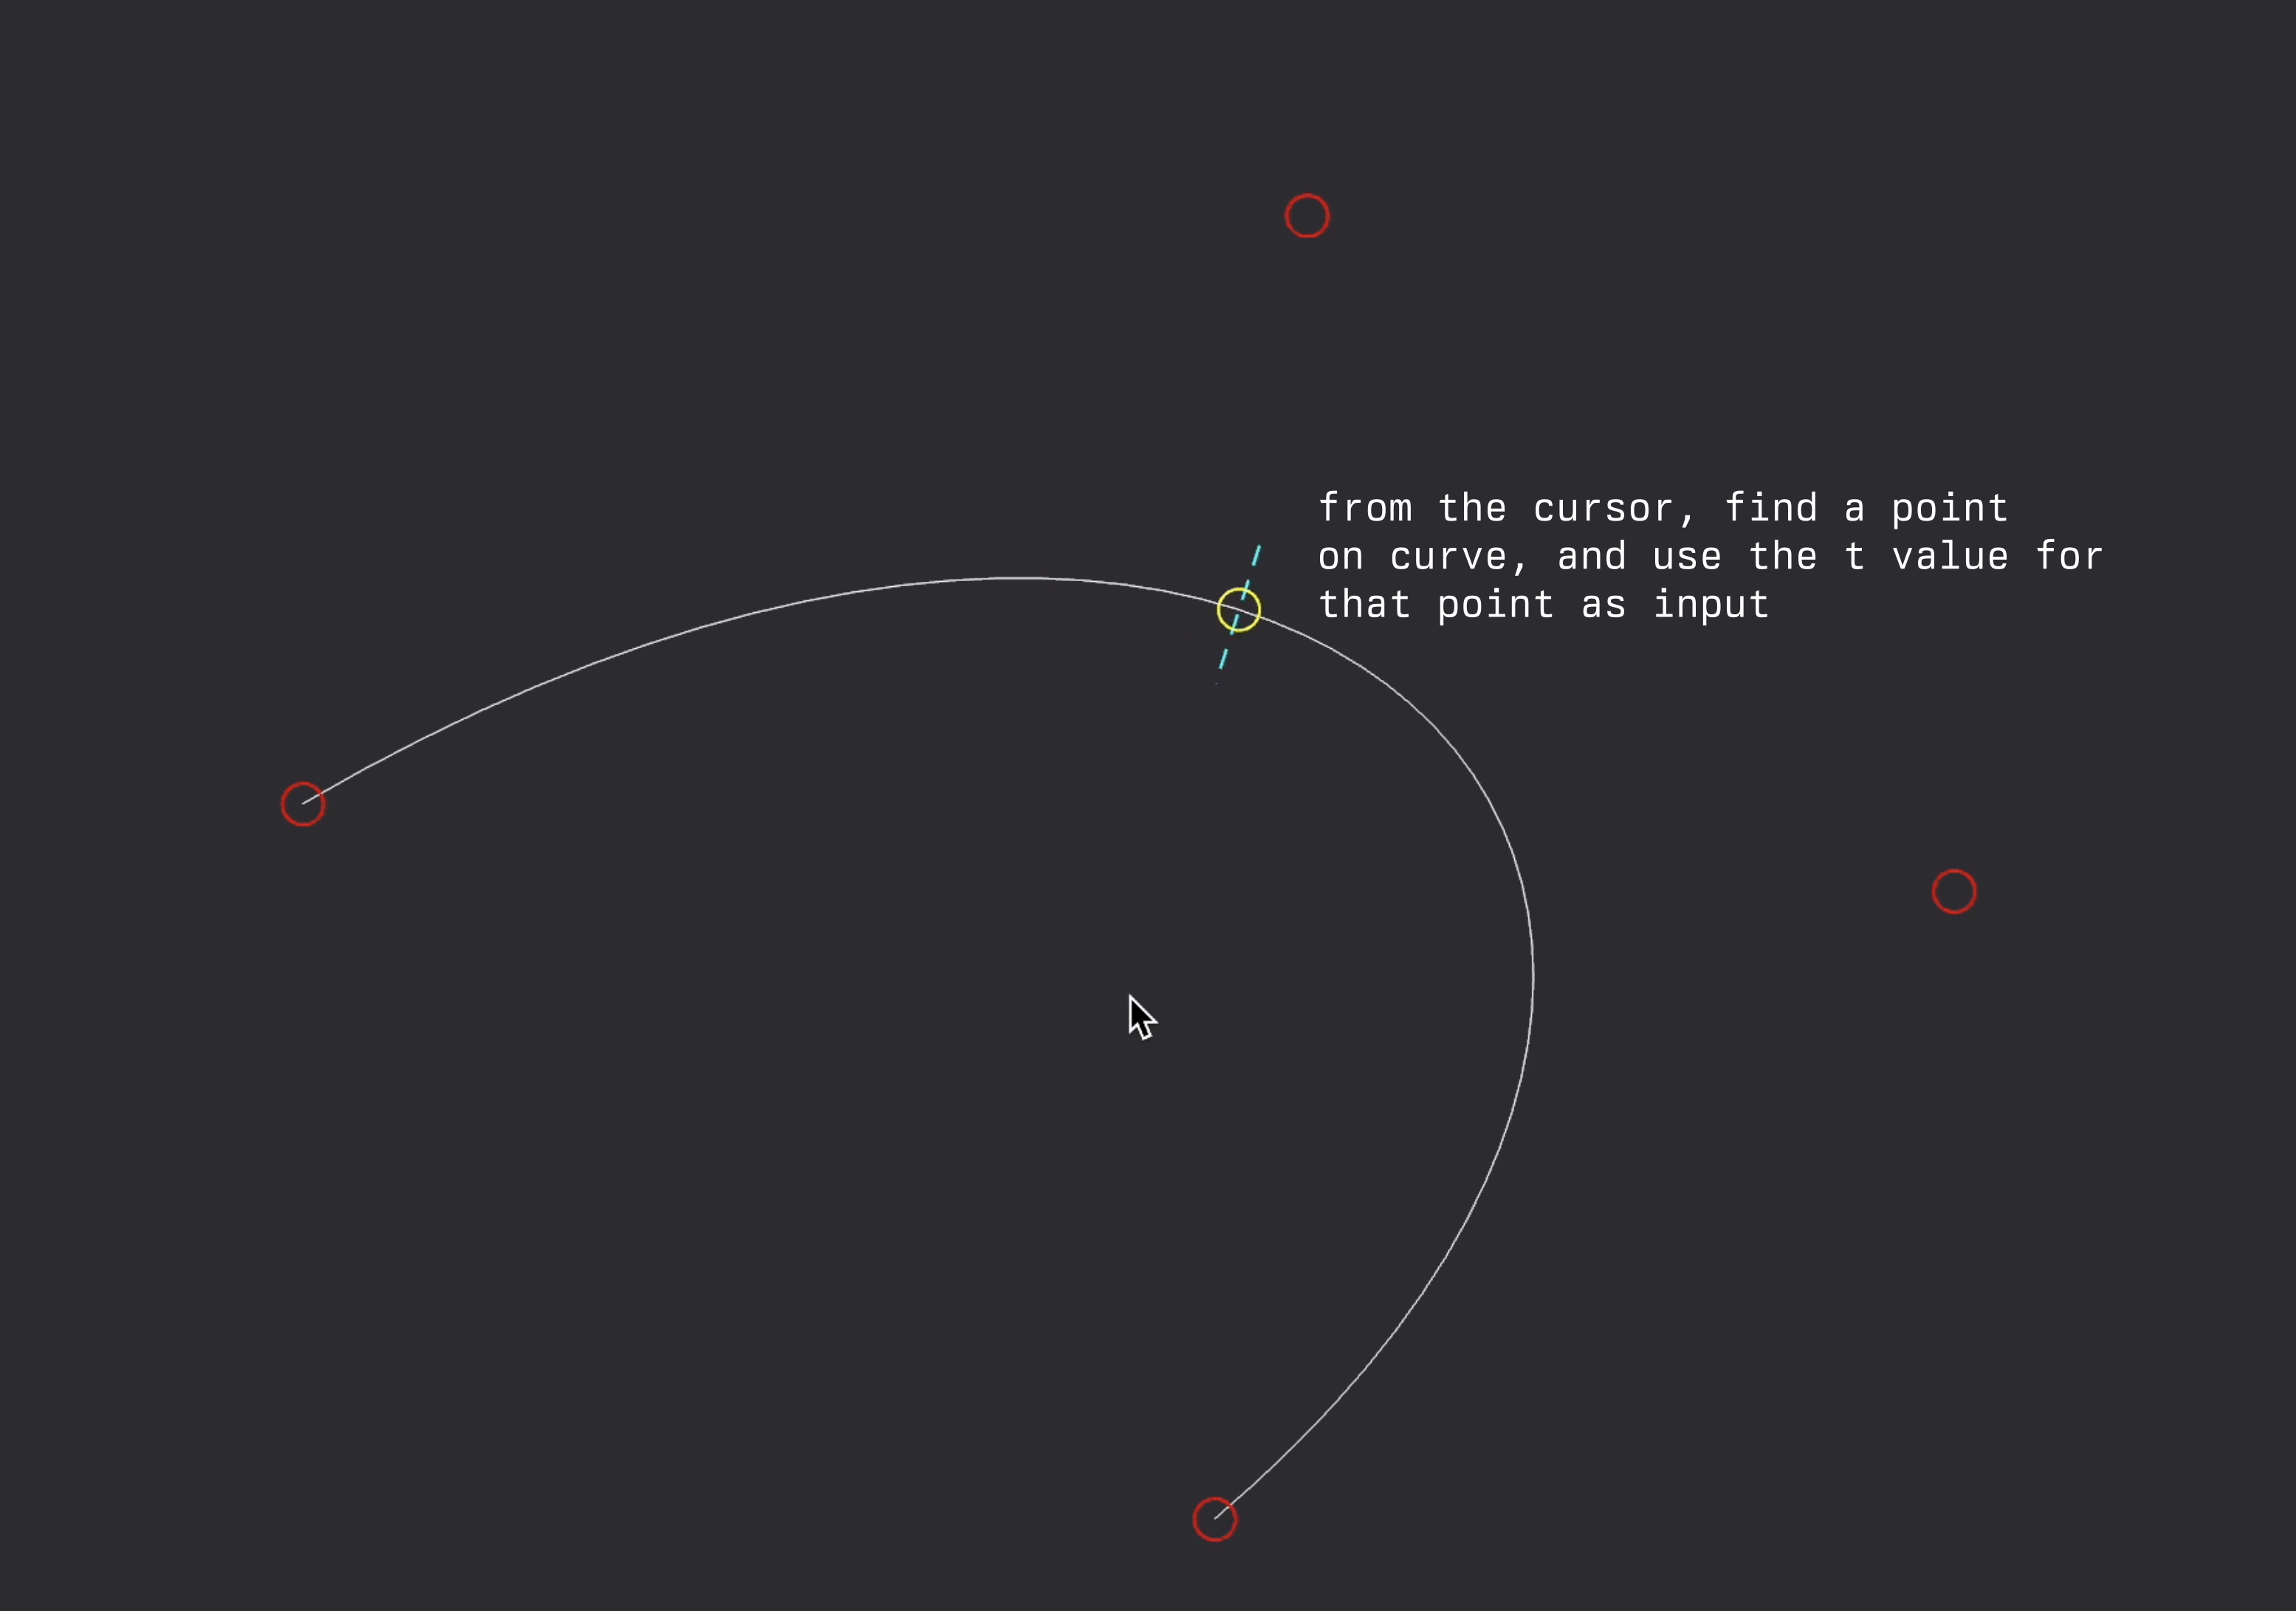 from the cursor, find a point
on curve, and use the t value for
that point as input